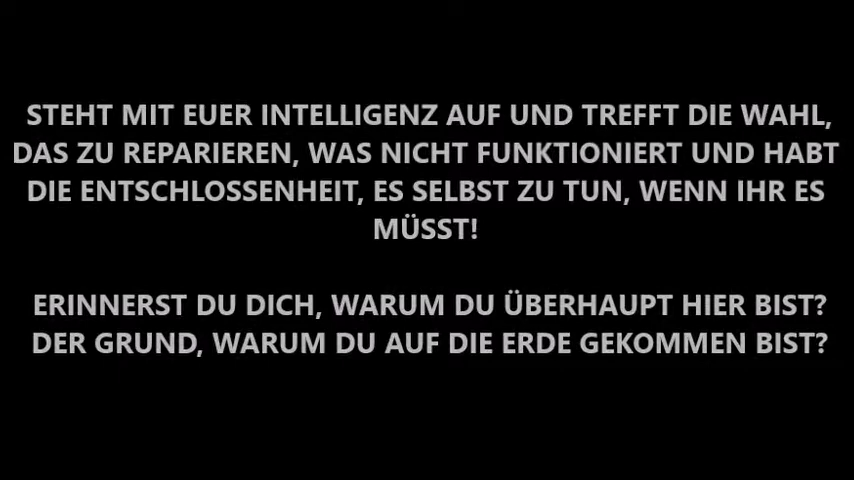 STEHT MIT EUER INTELLIGENZ AUF UND TREFFT DIE WAHL,
DAS ZU REPARIEREN, WAS NICHT FUNKTIONIERT UND HABT
DIE ENTSCHLOSSENHEIT, ES SELBST ZU TUN, WENN IHR ES
MÜSST!
ERINNERST DU DICH, WARUM DU ÜBERHAUPT HIER BIST?
DER GRUND, WARUM DU AUF DIE ERDE GEKOMMEN BIST?